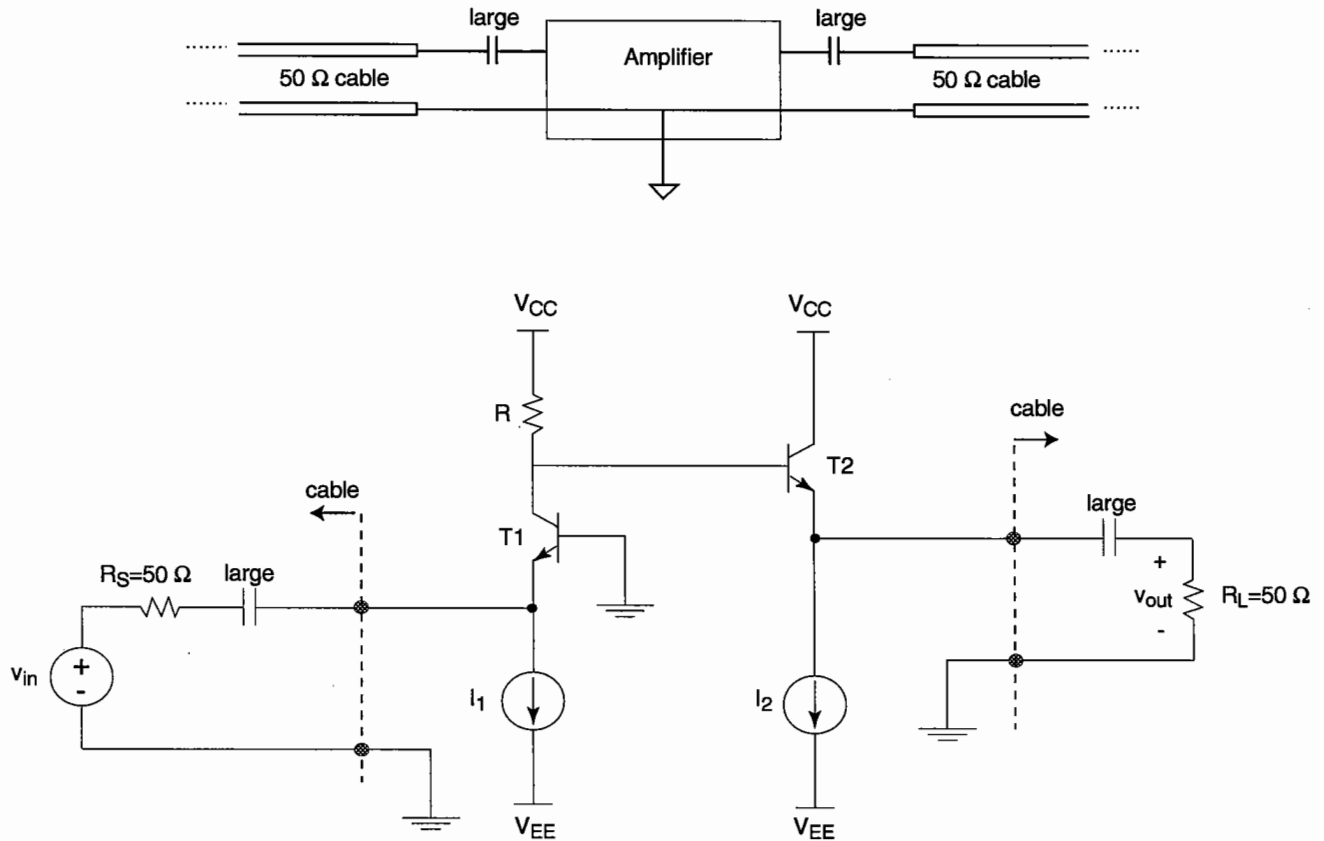 large
large
Amplifier
50 Ω cable
50 Ω cable
VCC
VCC
R
cable
T2
cable
large
T1
RS=50 Ω
large
+
vout
-
RL=50 Ω
vin
+
-
I1
I2
VEE
VEE